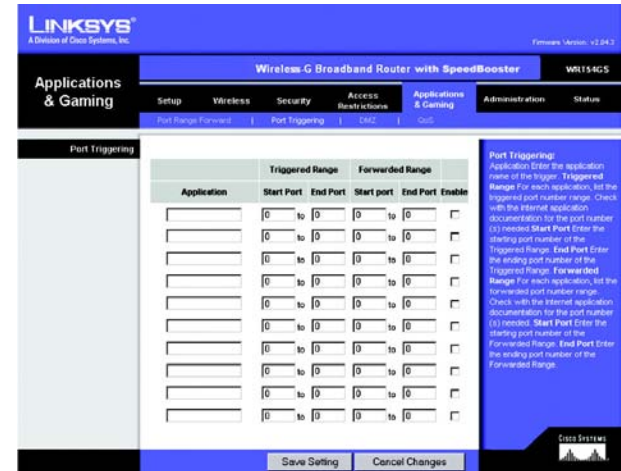 LINKSYS®
A Division of Cisco Systems, Inc.
Firmware Version: v2.04.3
Wireless-G Broadband Router with SpeedBooster
WRT54GS
Applications
& Gaming
Setup
Wireless
Security
Access
Restrictions
Applications
& Gaming
Administration
Status
Port Range Forward | Port Triggering | DMZ | QoS
Port Triggering
Triggered Range Forwarded Range
Application Start Port End Port Start port End Port Enable
0 to 0 0 to 0
0 to 0 0 to 0
0 to 0 0 to 0
0 to 0 0 to 0
0 to 0 0 to 0
0 to 0 0 to 0
0 to 0 0 to 0
0 to 0 0 to 0
0 to 0 0 to 0
0 to 0 0 to 0
Port Triggering:
Application Enter the application
name of the trigger. Triggered
Range For each application, list the
triggered port number range. Check
with the Internet application
documentation for the port number
(s) needed. Start Port Enter the
starting port number of the
Triggered Range. End Port Enter
the ending port number of the
Triggered Range. Forwarded
Range For each application, list the
forwarded port number range.
Check with the Internet application
documentation for the port number
(s) needed. Start Port Enter the
starting port number of the
Forwarded Range. End Port Enter
the ending port number of the
Forwarded Range.
Save Setting Cancel Changes
CISCO SYSTEMS